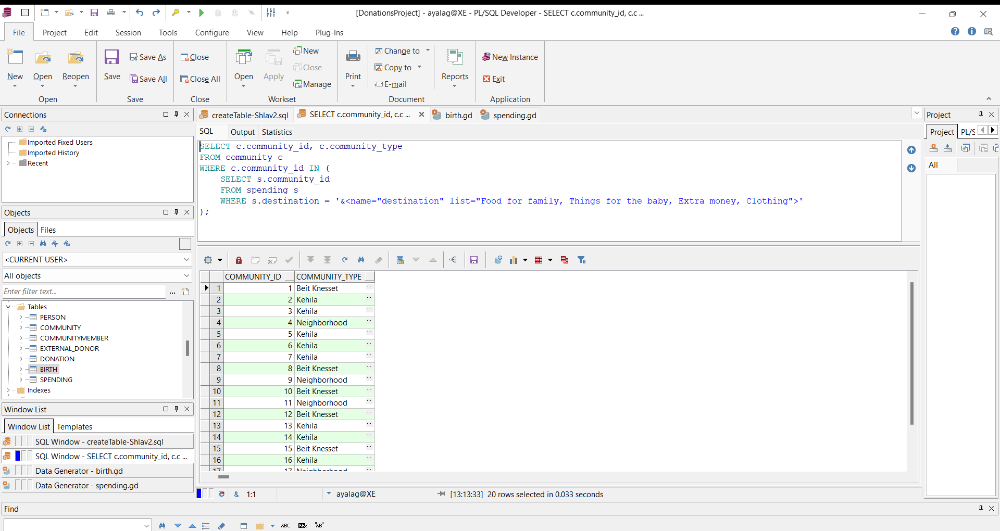 [DonationsProject] - ayalag@XE - PL/SQL Developer - SELECT c.community_id, c.c ...
File Project Edit Session Tools Configure View Help Plug-Ins
New Open Reopen
Open
Save Save As Save All
Save
Close Close All
Close
Open Apply New Close Manage
Workset
Print Change to Copy to E-mail
Document
Reports
New Instance Exit
Application
Connections
Imported Fixed Users
Imported History
Recent
Objects
Objects Files
<CURRENT USER>
All objects
Enter filter text... ...
Tables
PERSON
COMMUNITY
COMMUNITYMEMBER
EXTERNAL_DONOR
DONATION
BIRTH
SPENDING
Indexes
Window List
Window List Templates
SQL Window - createTable-Shlav2.sql
SQL Window - SELECT c.community_id, c.c ...
Data Generator - birth.gd
Data Generator - spending.gd
createTable-Shlav2.sql SELECT c.community_id, c.c ... birth.gd spending.gd
SQL Output Statistics
SELECT c.community_id, c.community_type
FROM community c
WHERE c.community_id IN (
SELECT s.community_id
FROM spending s
WHERE s.destination = '&<name="destination" list="Food for family, Things for the baby, Extra money, Clothing">'
);
COMMUNITY_ID COMMUNITY_TYPE
1 1 Beit Knesset ...
2 2 Kehila ...
3 3 Kehila ...
4 4 Neighborhood ...
5 5 Kehila ...
6 6 Kehila ...
7 7 Kehila ...
8 8 Beit Knesset ...
9 9 Neighborhood ...
10 10 Beit Knesset ...
11 11 Neighborhood ...
12 12 Beit Knesset ...
13 13 Kehila ...
14 14 Kehila ...
15 15 Beit Knesset ...
16 16 Kehila ...
17 17 Neighborhood ...
& 1:1 ayalag@XE [13:13:33] 20 rows selected in 0.033 seconds
Project
Project PL/S
All
Find
ABC AB: "AB"